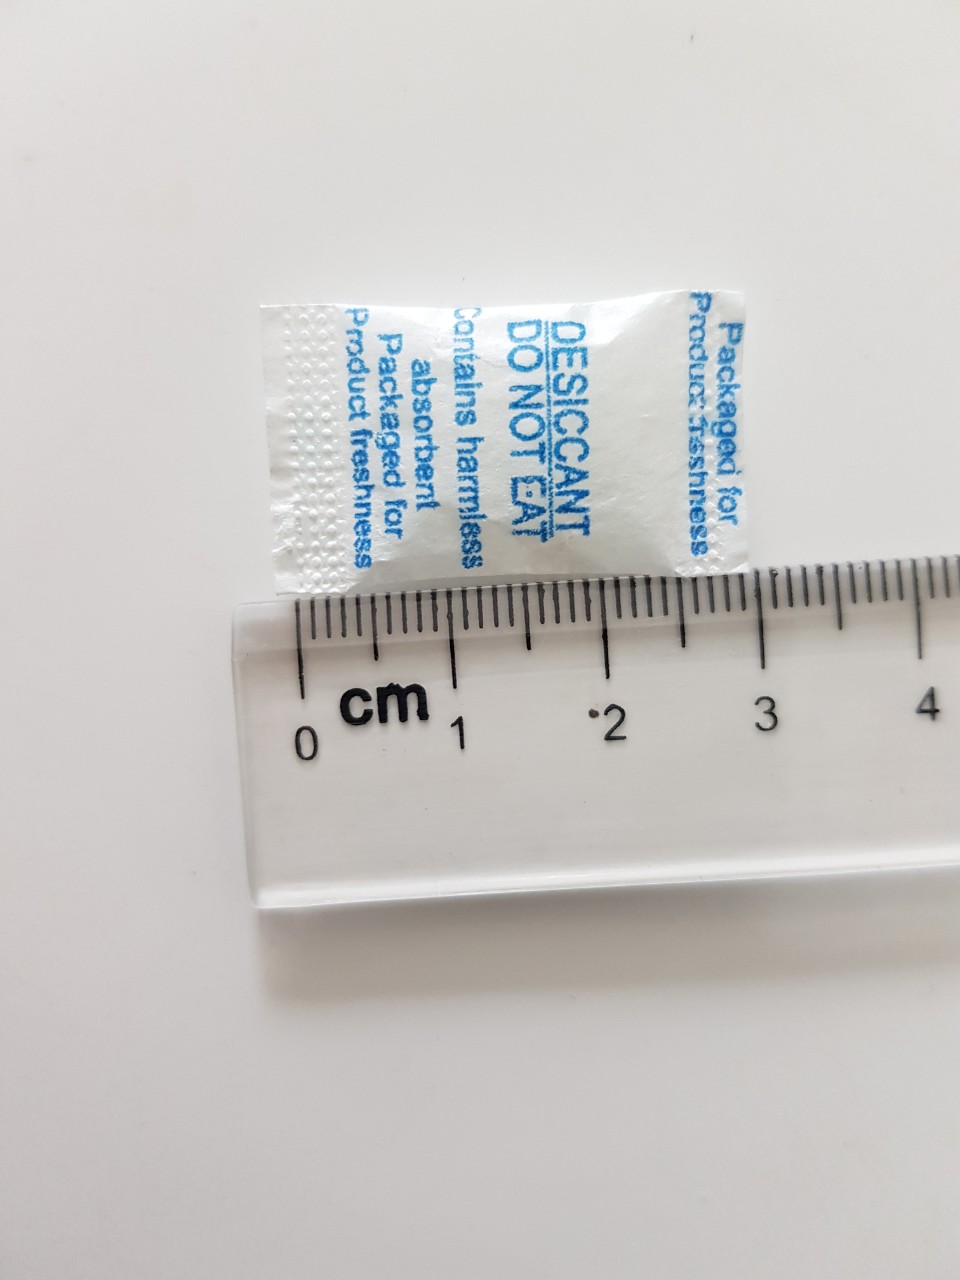 Packaged for
Product freshness
DESICCANT
DO NOT EAT
Contains harmless
absorbent
Packaged for
Product freshness
cm
0 1 2 3 4